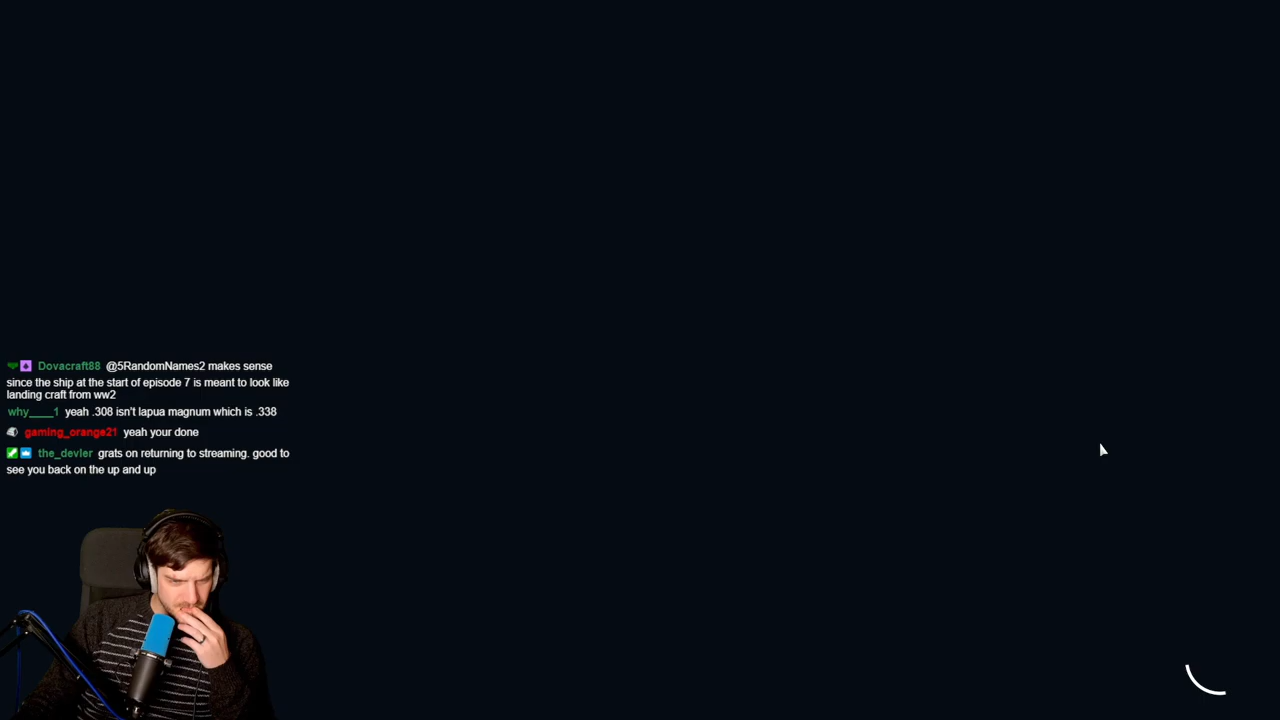 Dovacraft88 @5RandomNames2 makes sense
since the ship at the start of episode 7 is meant to look like
landing craft from ww2
why____1 yeah .308 isn't lapua magnum which is .338
gaming_orange21 yeah your done
the_devler grats on returning to streaming. good to
see you back on the up and up